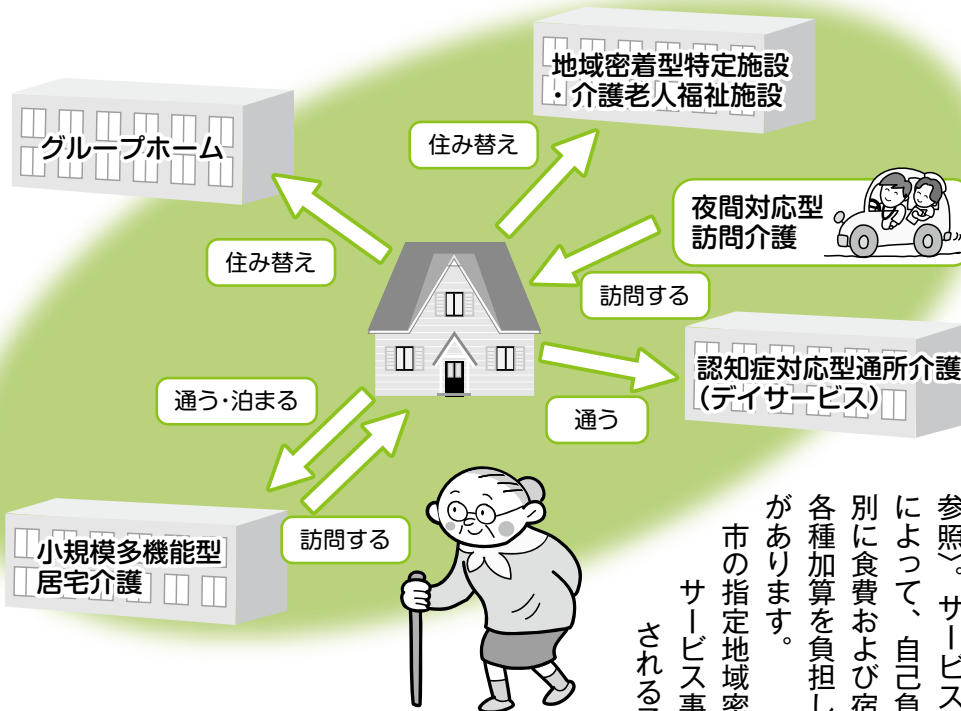 地域密着型特定施設
・介護老人福祉施設
グループホーム
住み替え
住み替え
夜間対応型
訪問介護
訪問する
認知症対応型通所介護
(デイサービス)
通う・泊まる
通う
小規模多機能型
居宅介護
訪問する
参照〉。サービス
によって、自己負
別に食費および宿
各種加算を負担し
があります。
市の指定地域密
サービス事
される